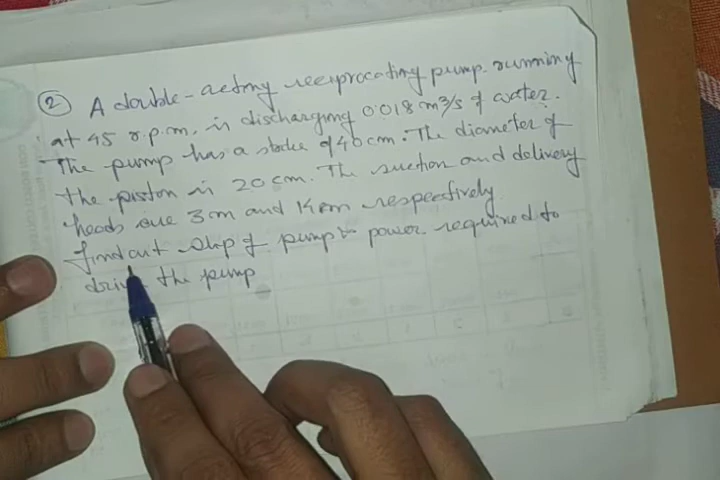 ② A double-acting reciprocating pump running
at 45 r.p.m, is discharging 0.018 m³/s of water.
The pump has a stroke of 40 cm. The diameter of
the piston is 20 cm. The suction and delivery
heads are 3m and 14m respectively
find out slip of pump power required to
drive the pump